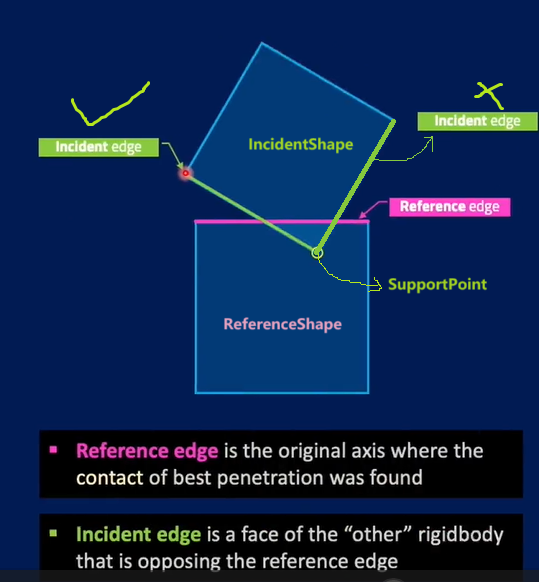 Incident edge
Incident edge
IncidentShape
Reference edge
SupportPoint
ReferenceShape
▪ Reference edge is the original axis where the
contact of best penetration was found
▪ Incident edge is a face of the “other” rigidbody
that is opposing the reference edge